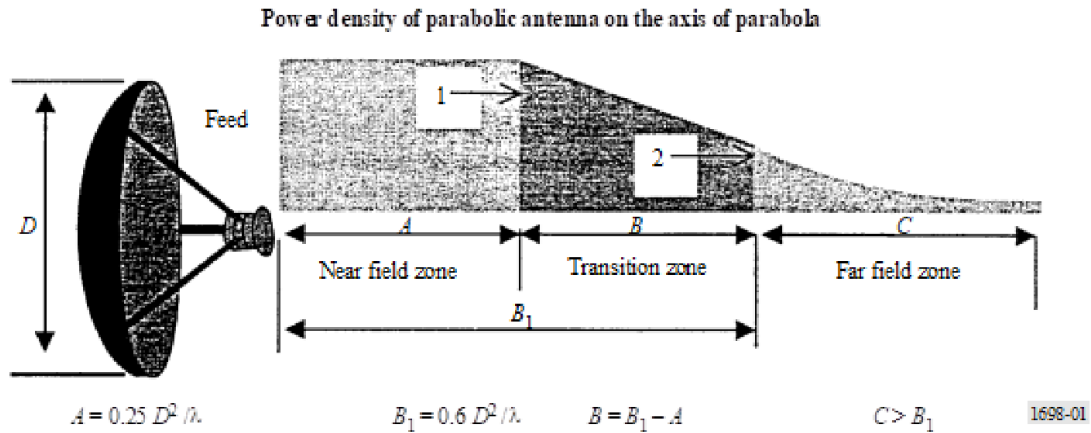 Power density of parabolic antenna on the axis of parabola
1
Feed
2
D
A
B
C
Near field zone
Transition zone
Far field zone
B₁
A = 0.25 D² /λ
B₁ = 0.6 D² /λ
B = B₁ – A
C > B₁
1698-01